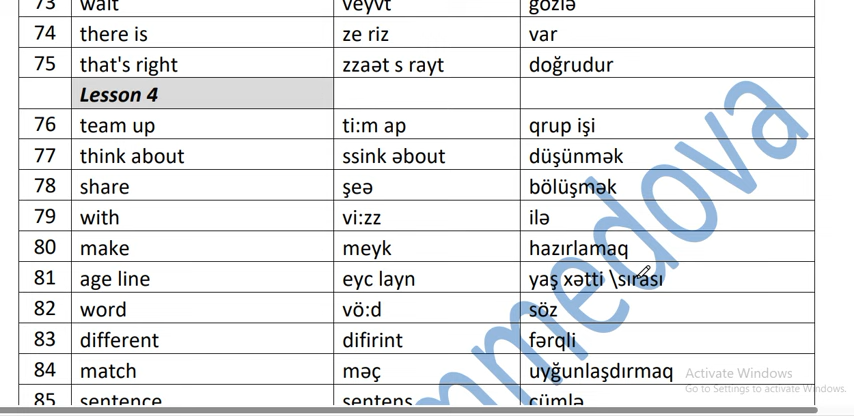 73 wait veyvt gözlə
74 there is ze riz var
75 that's right zzaət s rayt doğrudur
Lesson 4
76 team up ti:m ap qrup işi
77 think about ssink əbout düşünmək
78 share şeə bölüşmək
79 with vi:zz ilə
80 make meyk hazırlamaq
81 age line eyc layn yaş xətti \sırası
82 word vö:d söz
83 different difirint fərqli
84 match məç uyğunlaşdırmaq
Activate Windows
Go to Settings to activate Windows.
85 sentence sentens cümlə
mmedova